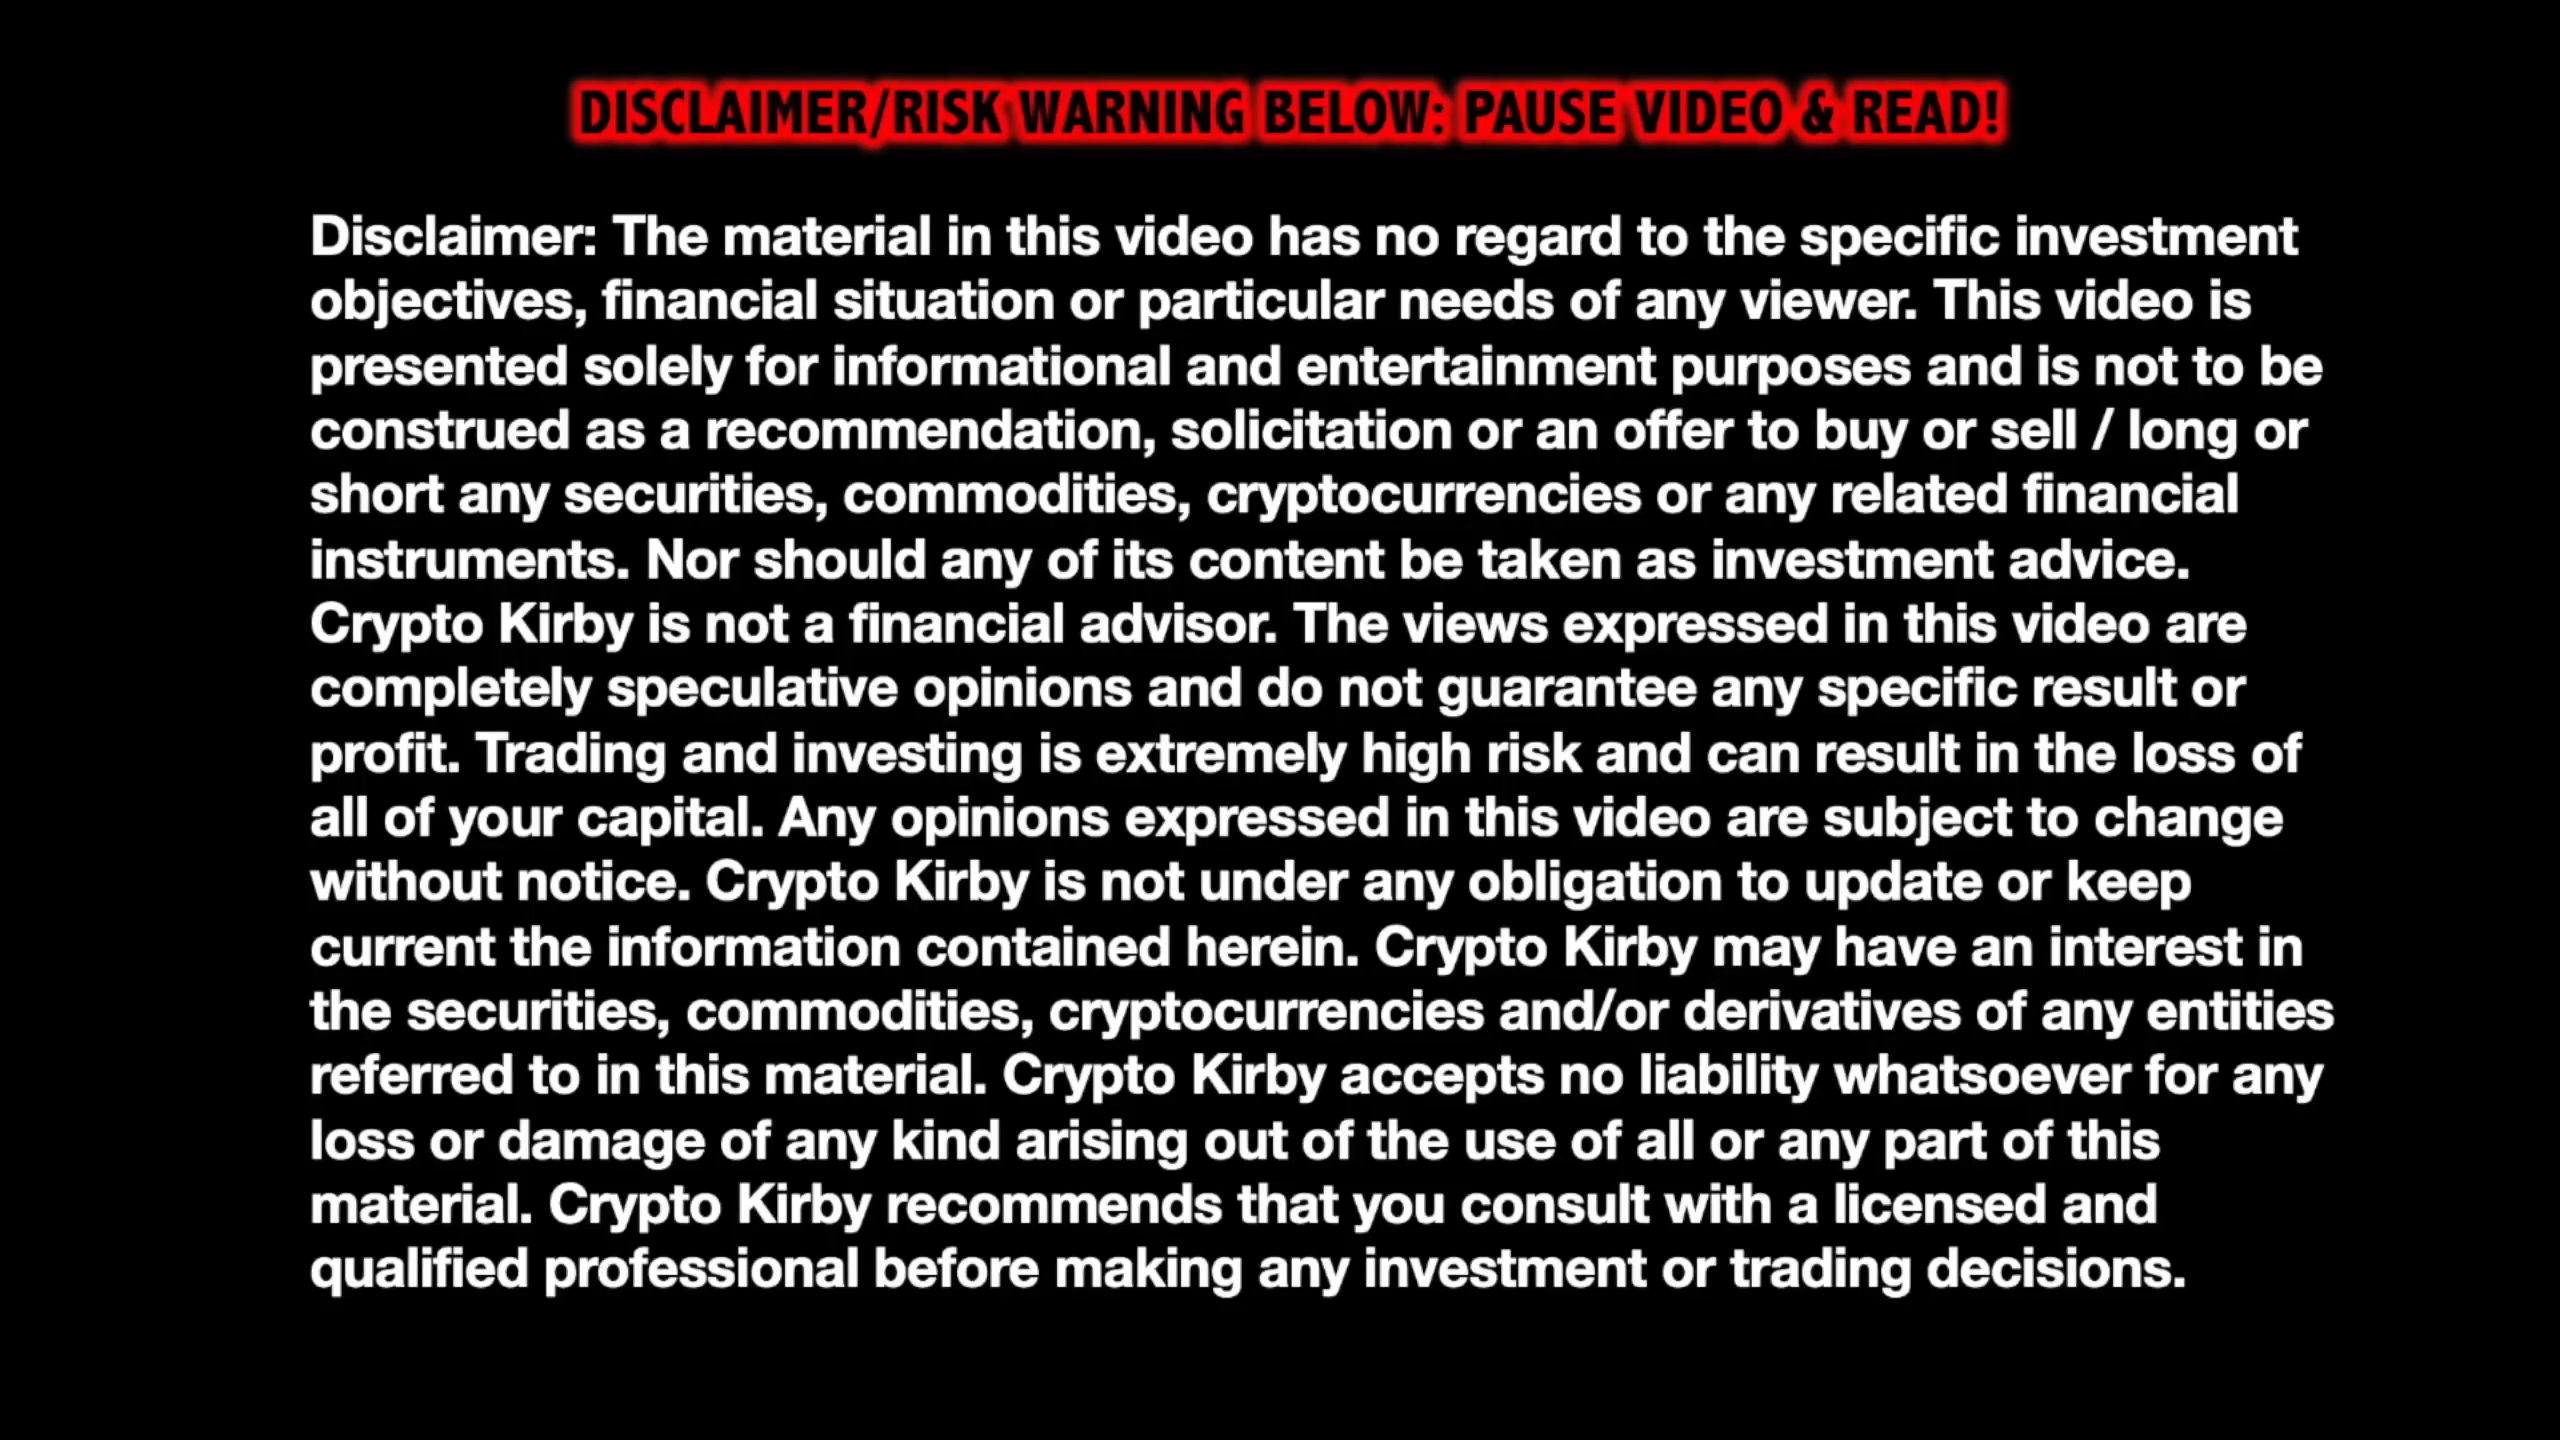 DISCLAIMER/RISK WARNING BELOW: PAUSE VIDEO & READ!
Disclaimer: The material in this video has no regard to the specific investment
objectives, financial situation or particular needs of any viewer. This video is
presented solely for informational and entertainment purposes and is not to be
construed as a recommendation, solicitation or an offer to buy or sell / long or
short any securities, commodities, cryptocurrencies or any related financial
instruments. Nor should any of its content be taken as investment advice.
Crypto Kirby is not a financial advisor. The views expressed in this video are
completely speculative opinions and do not guarantee any specific result or
profit. Trading and investing is extremely high risk and can result in the loss of
all of your capital. Any opinions expressed in this video are subject to change
without notice. Crypto Kirby is not under any obligation to update or keep
current the information contained herein. Crypto Kirby may have an interest in
the securities, commodities, cryptocurrencies and/or derivatives of any entities
referred to in this material. Crypto Kirby accepts no liability whatsoever for any
loss or damage of any kind arising out of the use of all or any part of this
material. Crypto Kirby recommends that you consult with a licensed and
qualified professional before making any investment or trading decisions.